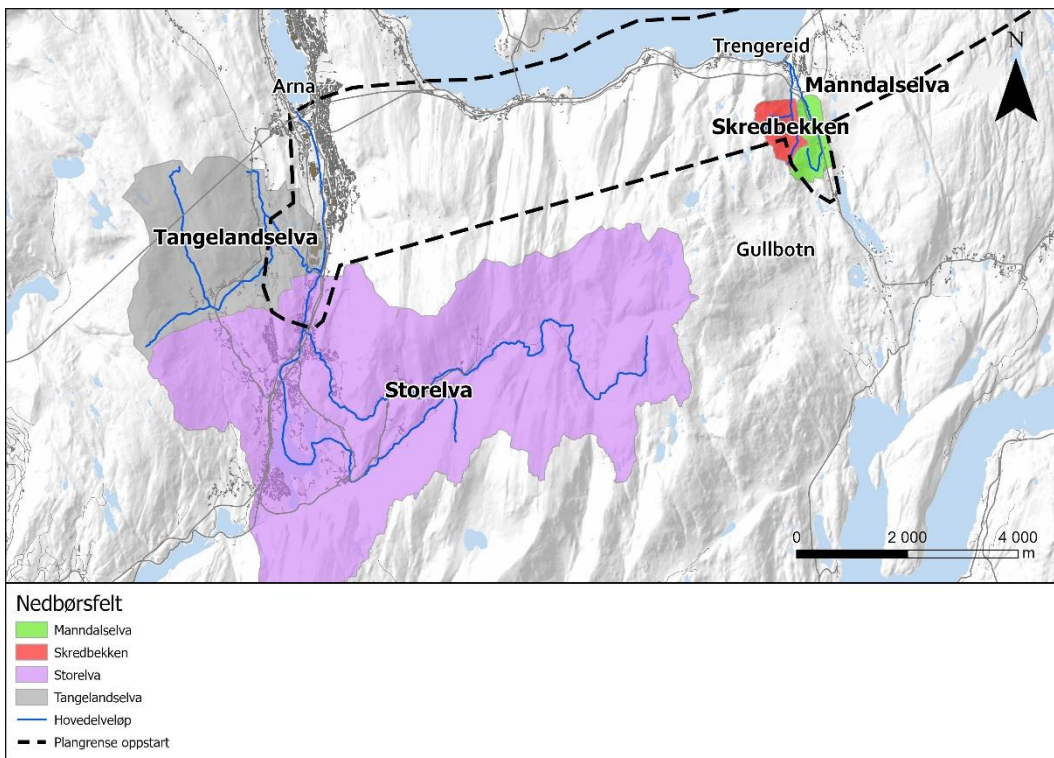 Trengereid
N
Arna
Manndalselva
Skredbekken
Tangelandselva
Gullbotn
Storelva
0 2 000 4 000
m
Nedbørsfelt
Manndalselva
Skredbekken
Storelva
Tangelandselva
Hovedelveløp
Plangrense oppstart